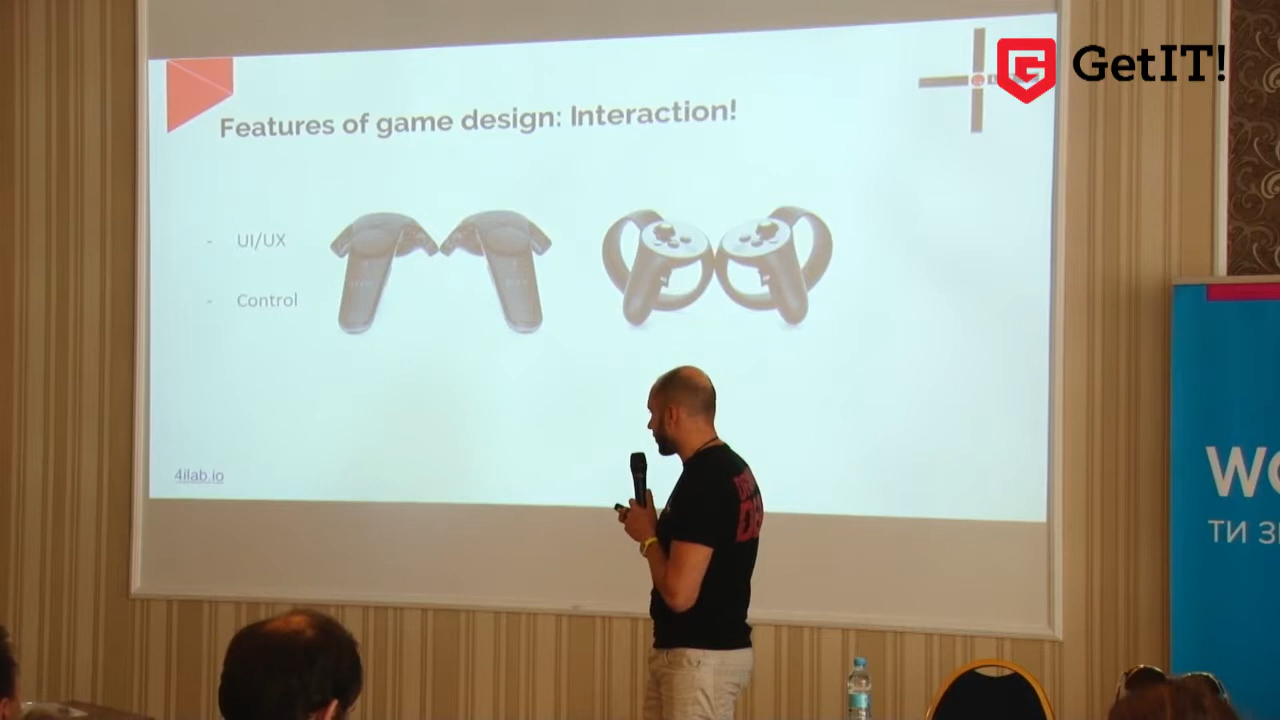 GetIT!
Features of game design: Interaction!
- UI/UX
- Control
4ilab.io
ТИ